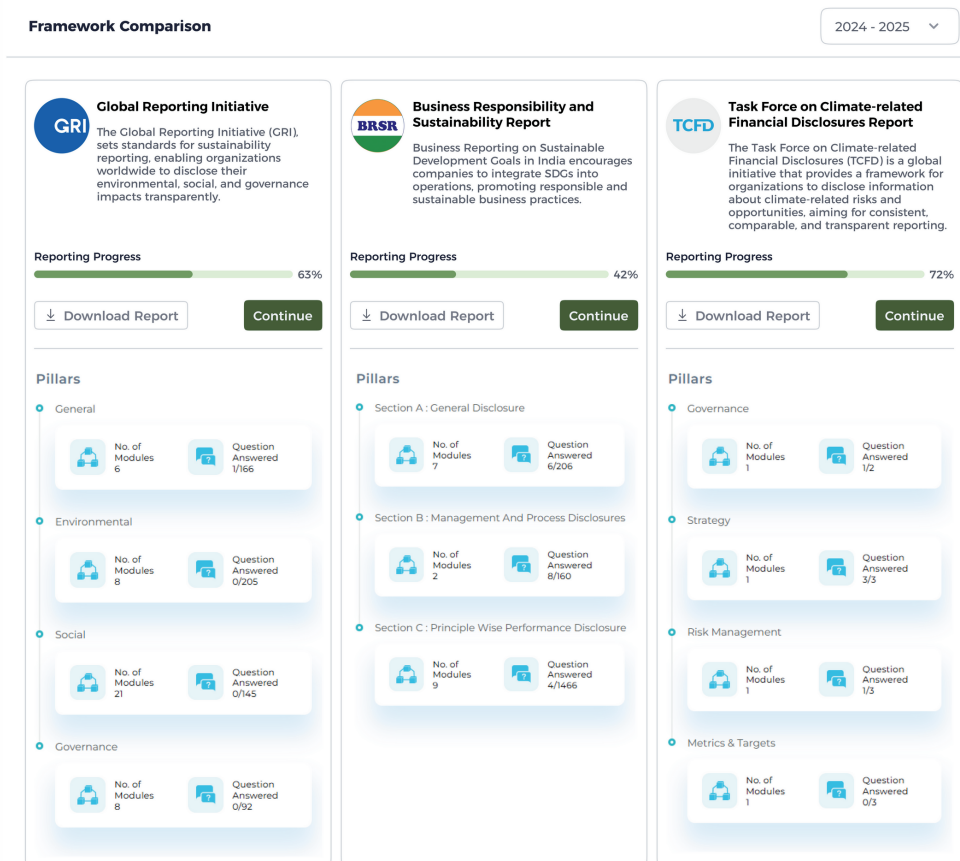 Framework Comparison
2024 - 2025
GRI
Global Reporting Initiative
The Global Reporting Initiative (GRI),
sets standards for sustainability
reporting, enabling organizations
worldwide to disclose their
environmental, social, and governance
impacts transparently.
Reporting Progress
63%
Download Report
Continue
Pillars
General
No. of
Modules
6
Question
Answered
1/166
Environmental
No. of
Modules
8
Question
Answered
0/205
Social
No. of
Modules
21
Question
Answered
0/145
Governance
No. of
Modules
8
Question
Answered
0/92
BRSR
Business Responsibility and
Sustainability Report
Business Reporting on Sustainable
Development Goals in India encourages
companies to integrate SDGs into
operations, promoting responsible and
sustainable business practices.
Reporting Progress
42%
Download Report
Continue
Pillars
Section A : General Disclosure
No. of
Modules
7
Question
Answered
6/206
Section B : Management And Process Disclosures
No. of
Modules
2
Question
Answered
8/160
Section C : Principle Wise Performance Disclosure
No. of
Modules
9
Question
Answered
4/1466
TCFD
Task Force on Climate-related
Financial Disclosures Report
The Task Force on Climate-related
Financial Disclosures (TCFD) is a global
initiative that provides a framework for
organizations to disclose information
about climate-related risks and
opportunities, aiming for consistent,
comparable, and transparent reporting.
Reporting Progress
72%
Download Report
Continue
Pillars
Governance
No. of
Modules
1
Question
Answered
1/2
Strategy
No. of
Modules
1
Question
Answered
3/3
Risk Management
No. of
Modules
1
Question
Answered
1/3
Metrics & Targets
No. of
Modules
1
Question
Answered
0/3